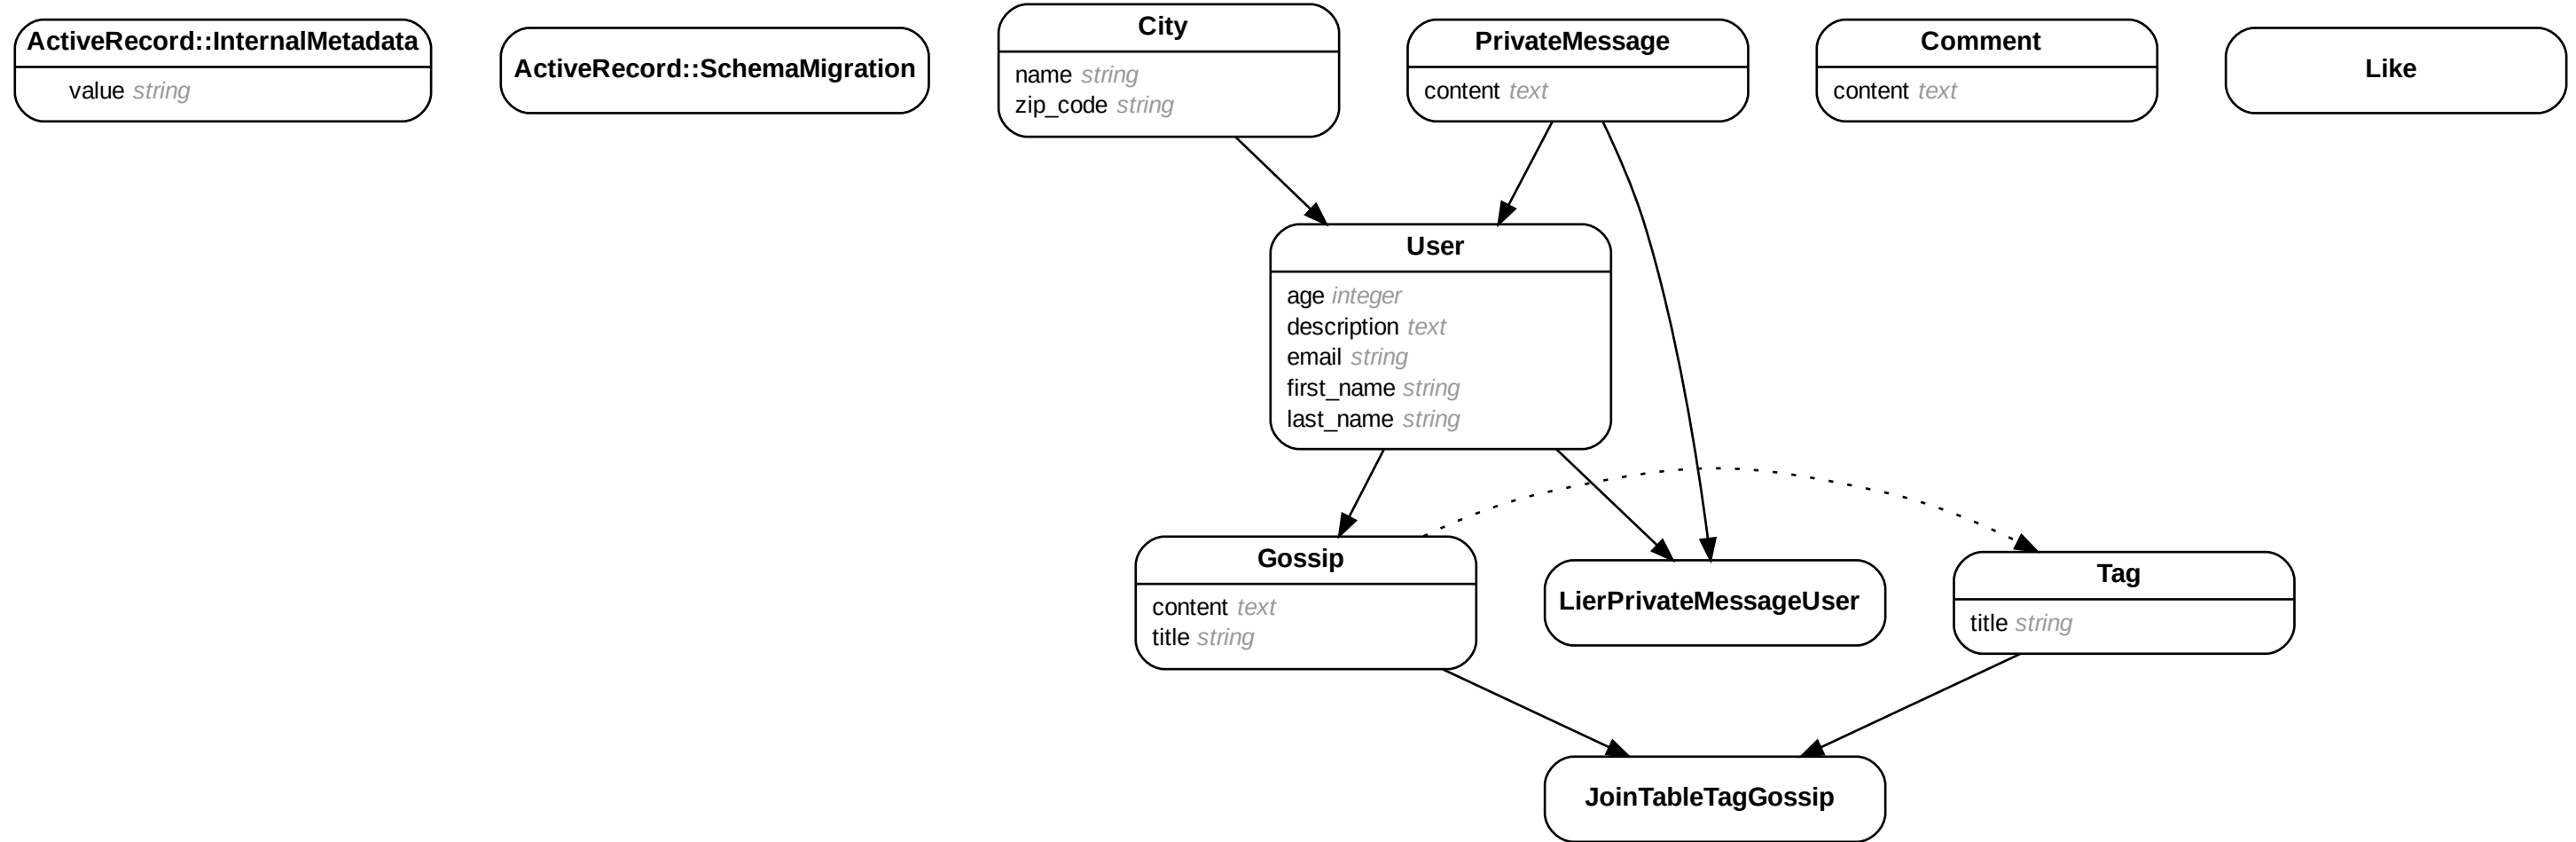 ActiveRecord::InternalMetadata
value string
ActiveRecord::SchemaMigration
City
name string
zip_code string
PrivateMessage
content text
Comment
content text
Like
User
age integer
description text
email string
first_name string
last_name string
Gossip
content text
title string
LierPrivateMessageUser
Tag
title string
JoinTableTagGossip